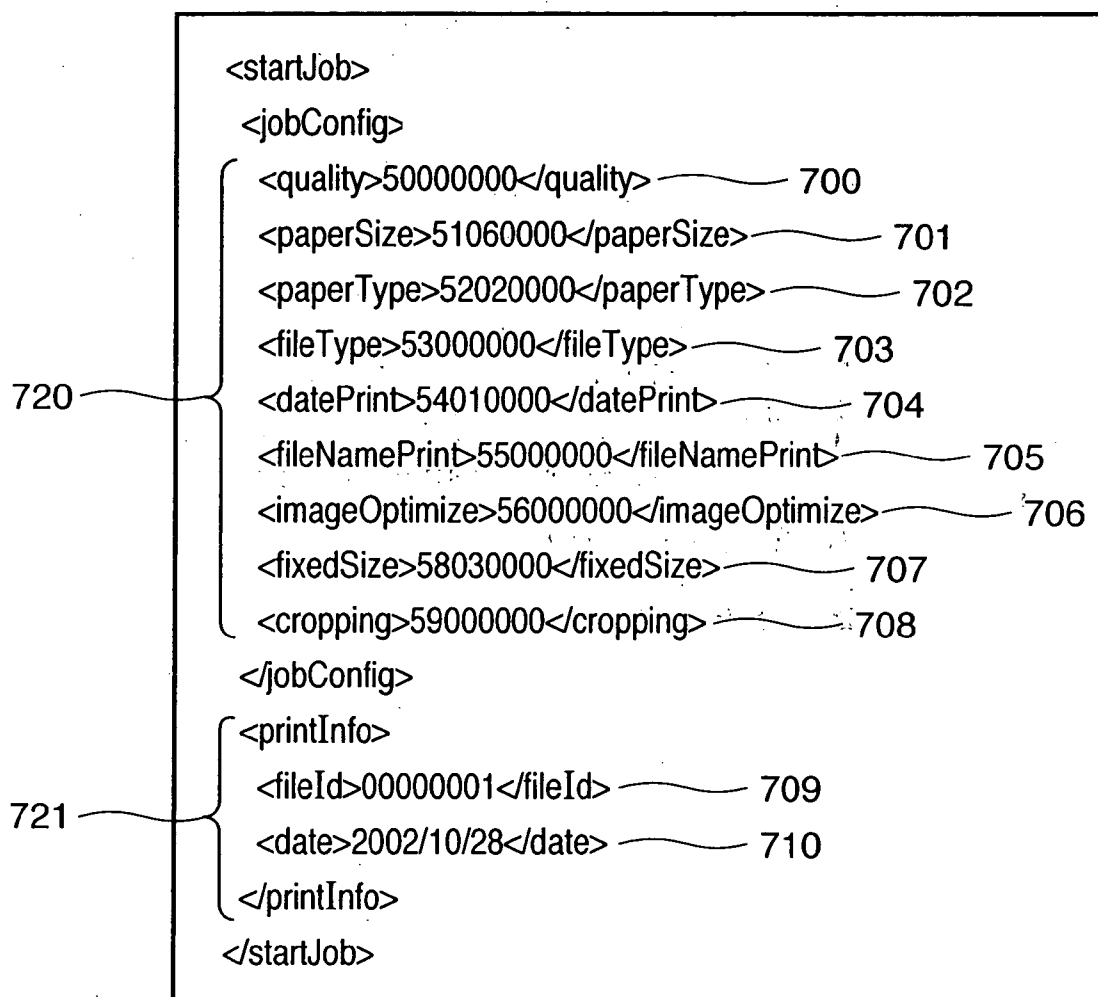 <startJob>
<jobConfig>
<quality>50000000</quality> 700
<paperSize>51060000</paperSize> 701
<paperType>52020000</paperType> 702
<fileType>53000000</fileType> 703
720 <datePrint>54010000</datePrint> 704
<fileNamePrint>55000000</fileNamePrint> 705
<imageOptimize>56000000</imageOptimize> 706
<fixedSize>58030000</fixedSize> 707
<cropping>59000000</cropping> 708
</jobConfig>
<printInfo>
<fileId>00000001</fileId> 709
721 <date>2002/10/28</date> 710
</printInfo>
</startJob>